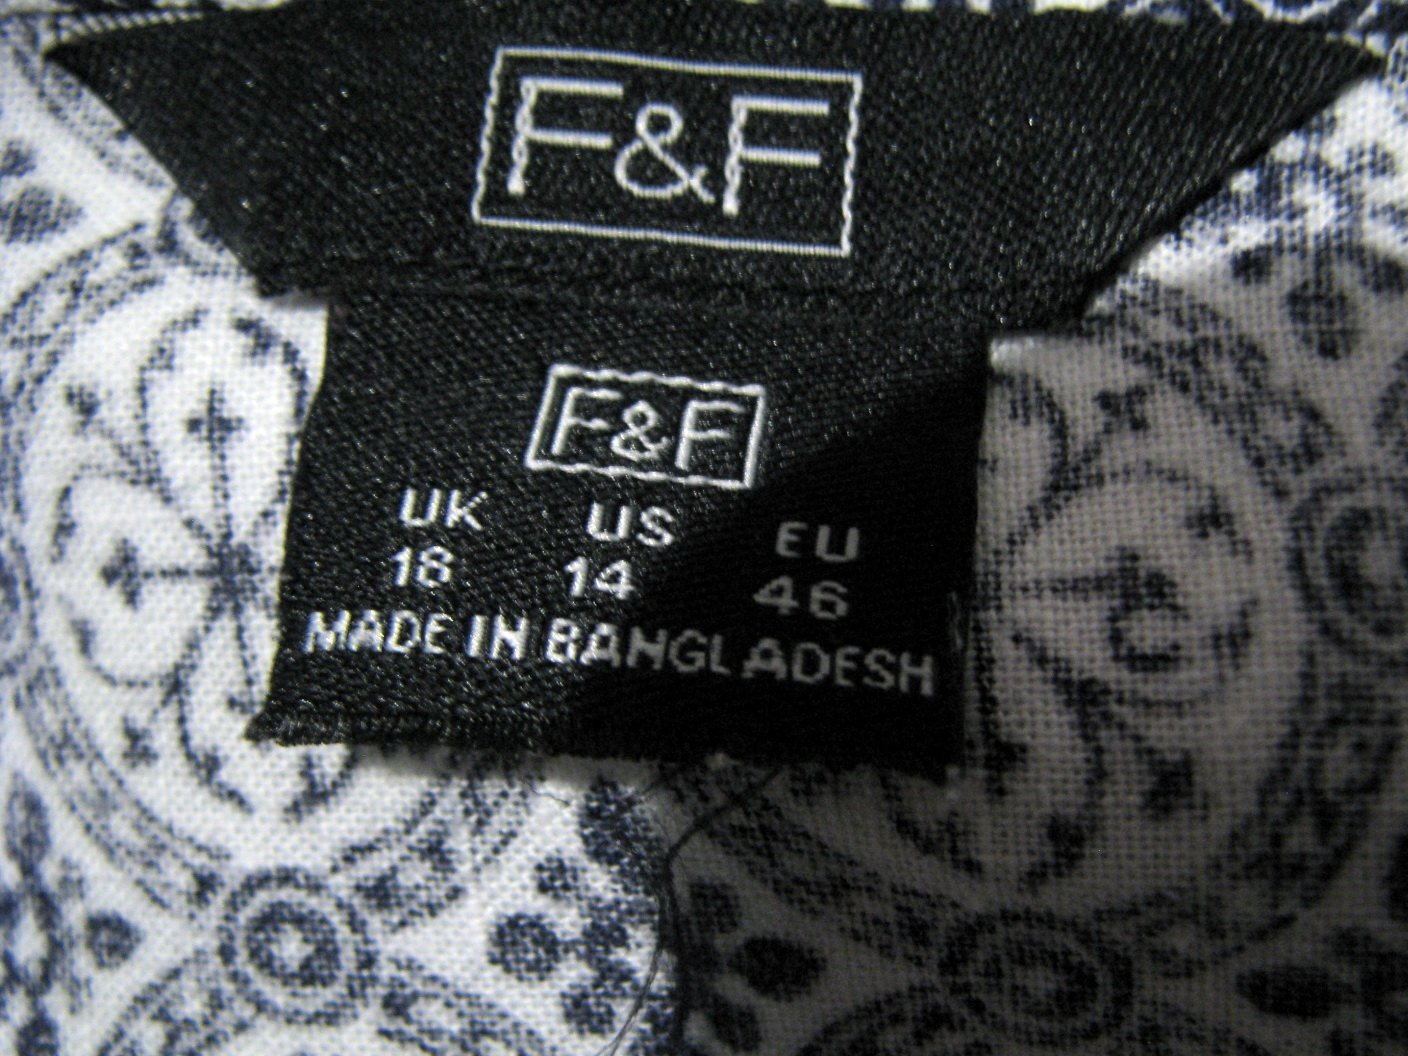 F&F
F&F
UK US EU
18 14 46
MADE IN BANGLADESH